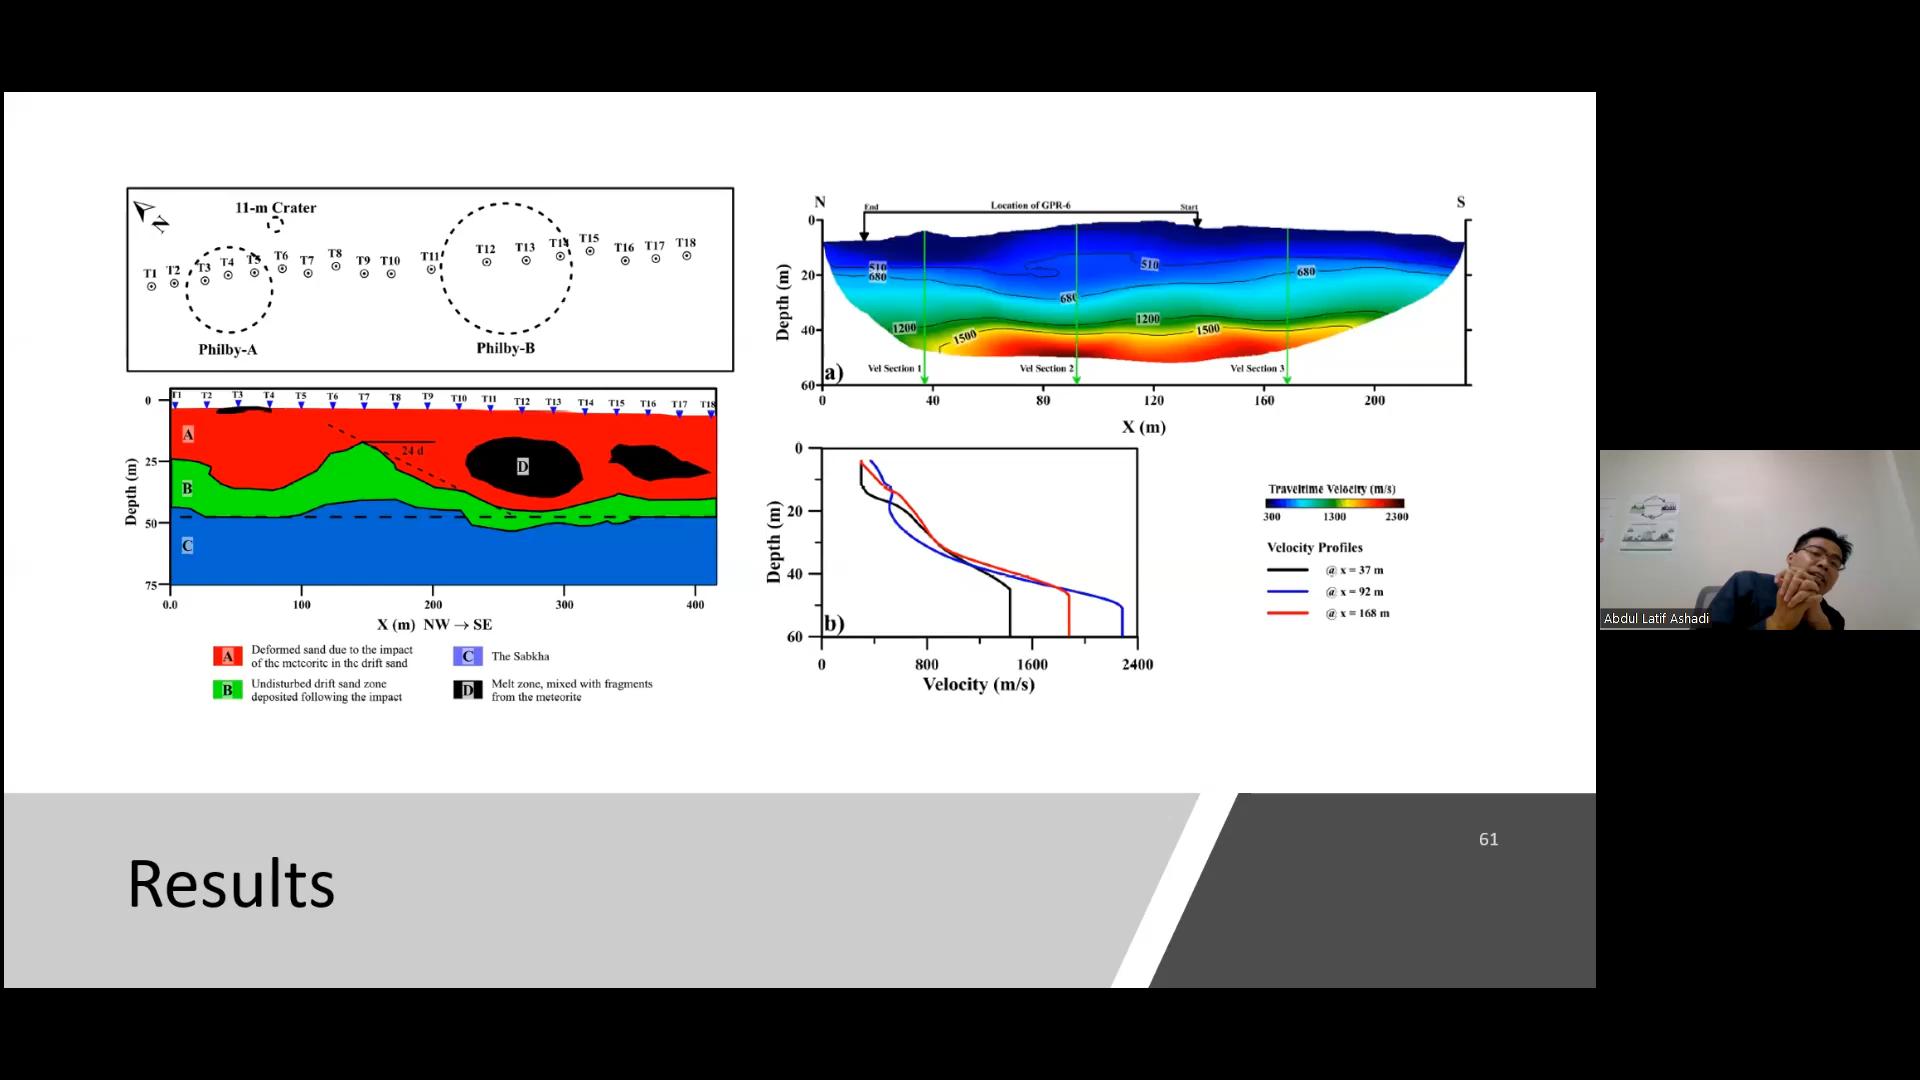 N
11-m Crater
T1 T2 T3 T4 T5 T6 T7 T8 T9 T10 T11 T12 T13 T14 T15 T16 T17 T18
Philby-A
Philby-B
T1 T2 T3 T4 T5 T6 T7 T8 T9 T10 T11 T12 T13 T14 T15 T16 T17 T18
0
25
50
75
Depth (m)
A
B
C
D
24 d
0.0 100 200 300 400
X (m) NW → SE
A Deformed sand due to the impact
of the meteorite in the drift sand
B Undisturbed drift sand zone
deposited following the impact
C The Sabkha
D Melt zone, mixed with fragments
from the meteorite
N
S
End Location of GPR-6 Start
0
20
40
60
Depth (m)
510
680
510
680
680
1200
1500
1200
1500
Vel Section 1 Vel Section 2 Vel Section 3
a)
0 40 80 120 160 200
X (m)
0
20
40
60
Depth (m)
b)
0 800 1600 2400
Velocity (m/s)
Traveltime Velocity (m/s)
300 1300 2300
Velocity Profiles
@ x = 37 m
@ x = 92 m
@ x = 168 m
Results
61
Abdul Latif Ashadi